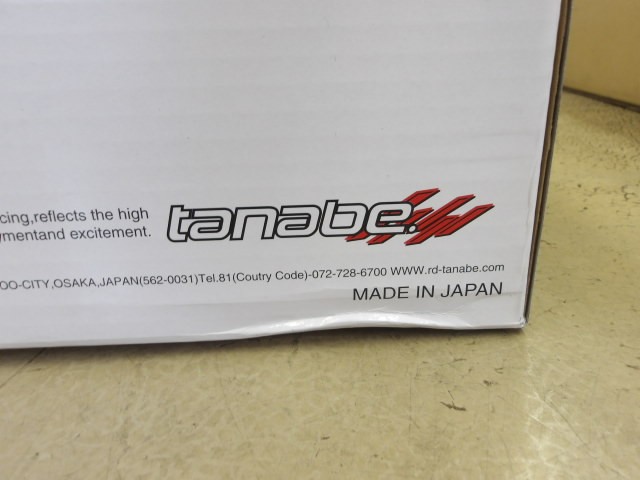 cing,reflects the high
mentand excitement.
tanabe.
OO-CITY,OSAKA,JAPAN(562-0031)Tel.81(Coutry Code)-072-728-6700 WWW.rd-tanabe.com
MADE IN JAPAN